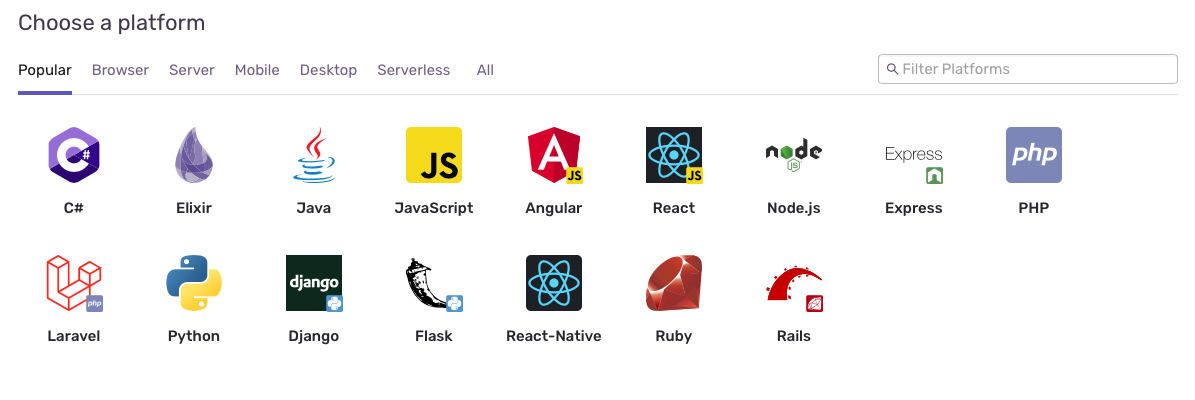 Choose a platform
Popular Browser Server Mobile Desktop Serverless All
Filter Platforms
C# JS A JS JS node JS Express php
C# Elixir Java JavaScript Angular React Node.js Express PHP
php django
Laravel Python Django Flask React-Native Ruby Rails